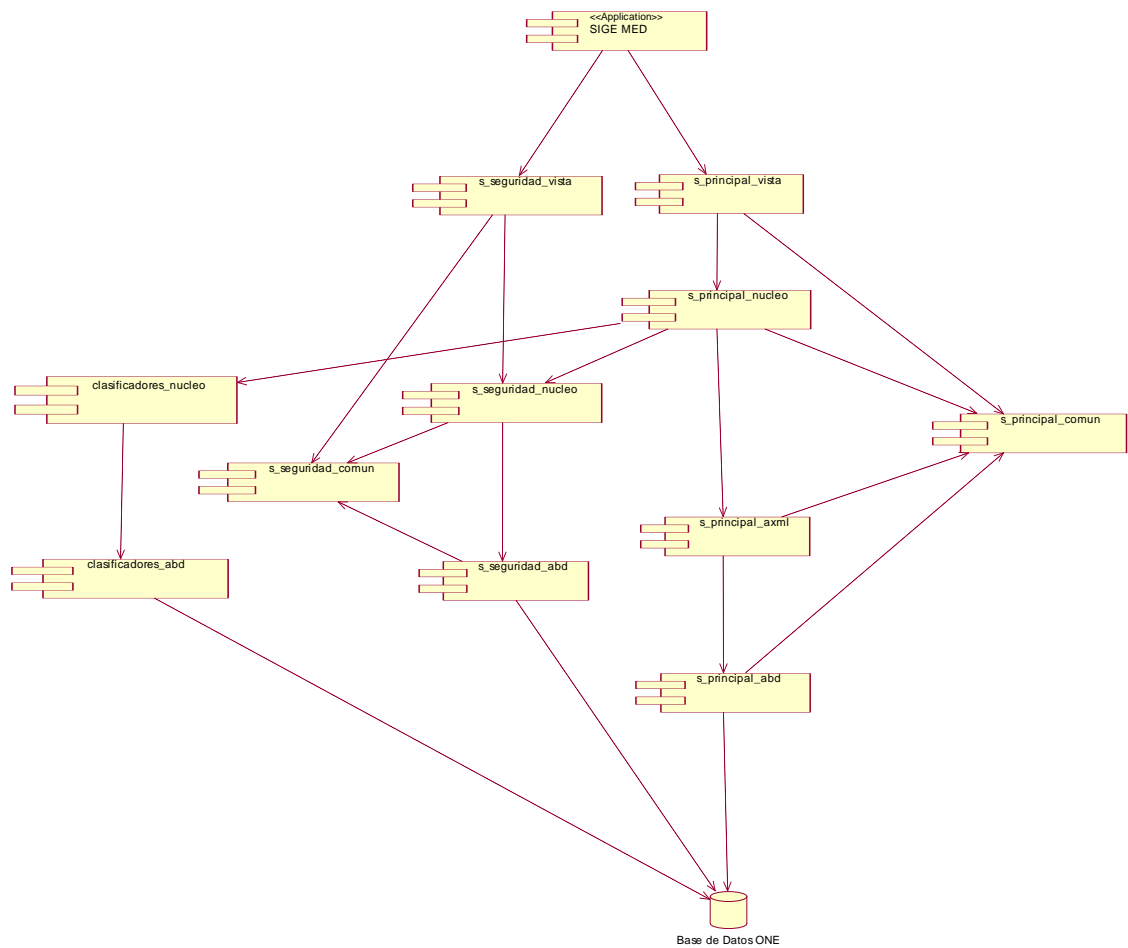 <<Application>>
SIGE MED
s_seguridad_vista
s_principal_vista
s_principal_nucleo
clasificadores_nucleo
s_seguridad_nucleo
s_principal_comun
s_seguridad_comun
s_principal_axml
clasificadores_abd
s_seguridad_abd
s_principal_abd
Base de Datos ONE